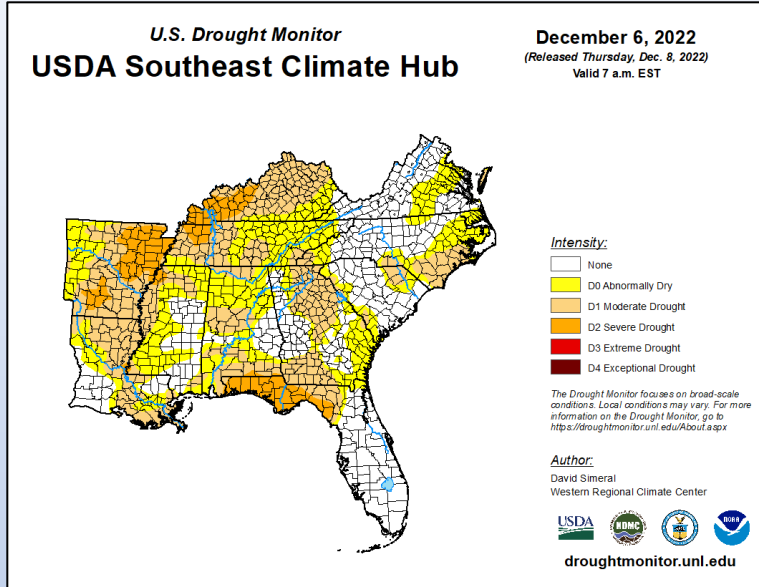 U.S. Drought Monitor
USDA Southeast Climate Hub
December 6, 2022
(Released Thursday, Dec. 8, 2022)
Valid 7 a.m. EST
Intensity:
None
D0 Abnormally Dry
D1 Moderate Drought
D2 Severe Drought
D3 Extreme Drought
D4 Exceptional Drought
The Drought Monitor focuses on broad-scale
conditions. Local conditions may vary. For more
information on the Drought Monitor, go to
https://droughtmonitor.unl.edu/About.aspx
Author:
David Simeral
Western Regional Climate Center
USDA
NDMC
NOAA
droughtmonitor.unl.edu